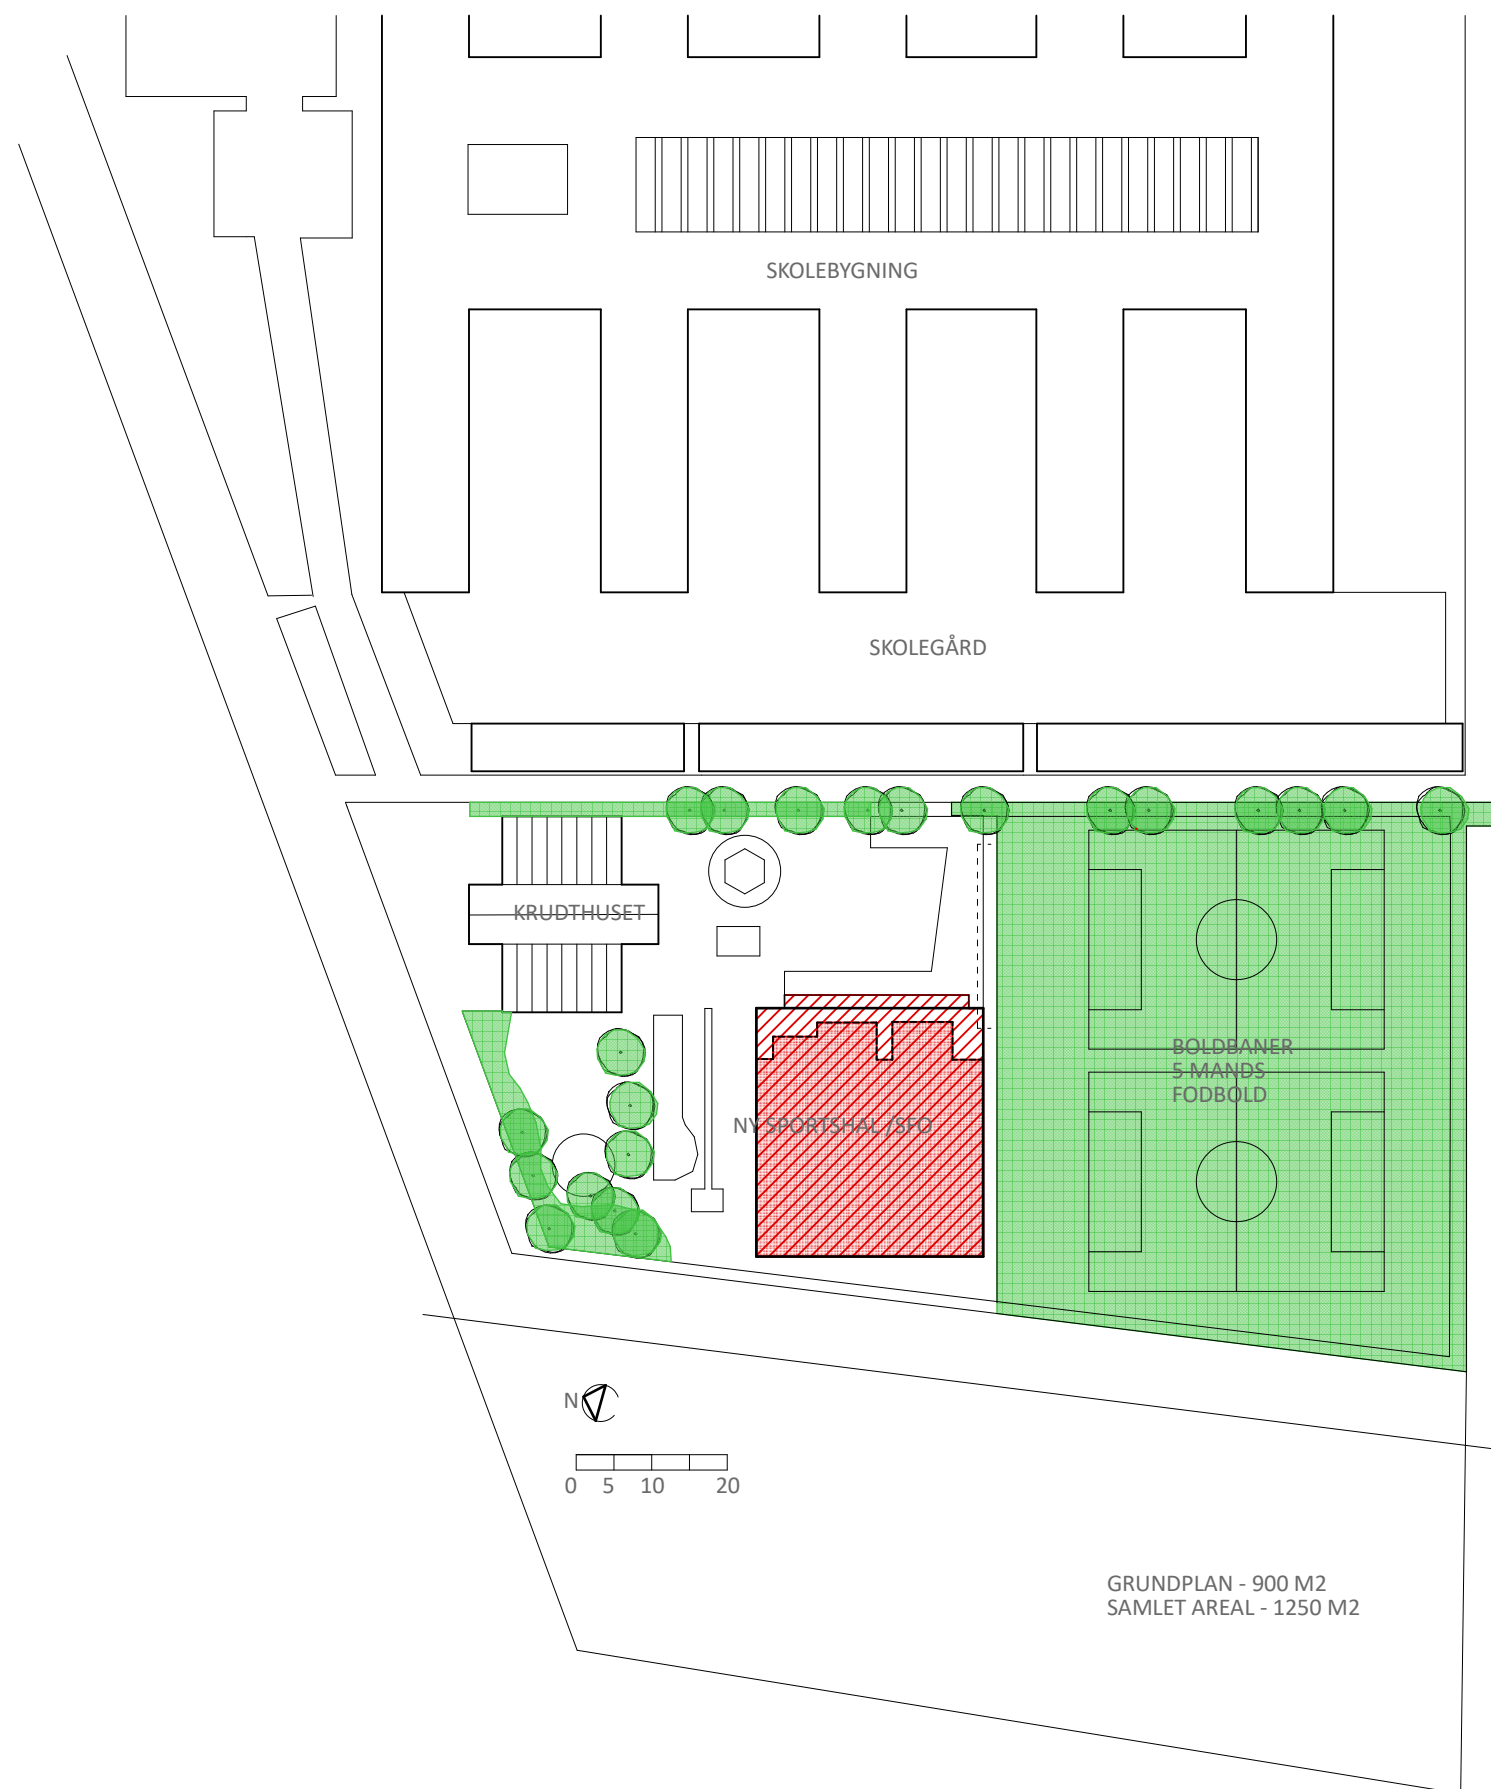 SKOLEBYGNING
SKOLEGÅRD
KRUDTHUSET
BOLDBANER
5 MANDS
FODBOLD
NY SPORTSHAL /SFO
N
0 5 10 20
GRUNDPLAN - 900 M2
SAMLET AREAL - 1250 M2